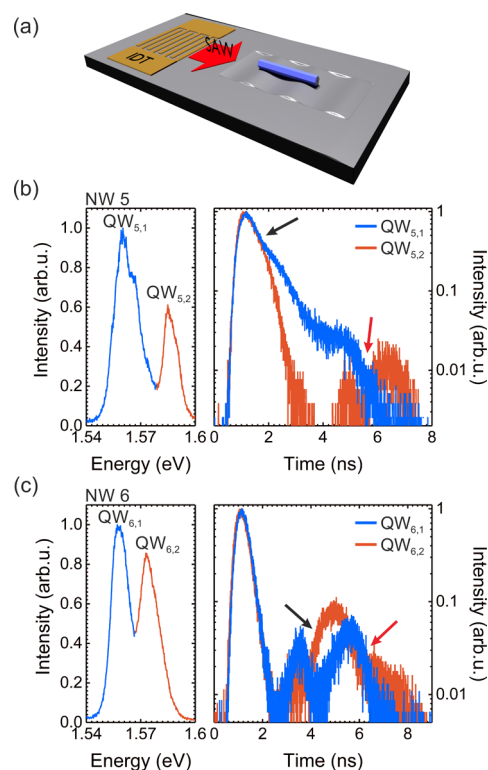 (a)
SAW
IDT
(b)
NW 5
QW5,1
QW5,2
Intensity (arb.u.)
1.0
0.8
0.6
0.4
0.2
0.0
1.54 1.57 1.6
Energy (eV)
QW5,1
QW5,2
1
0.1
0.01
Intensity (arb.u.)
0 2 4 6 8
Time (ns)
(c)
NW 6
QW6,1
QW6,2
Intensity (arb.u.)
1.0
0.8
0.6
0.4
0.2
0.0
1.54 1.57 1.6
Energy (eV)
QW6,1
QW6,2
1
0.1
0.01
Intensity (arb.u.)
0 2 4 6 8
Time (ns)